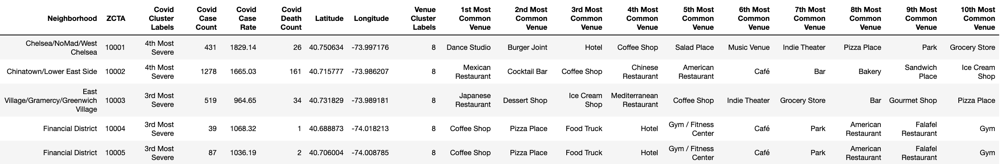 Neighborhood ZCTA Covid Cluster Labels Covid Case Count Covid Case Rate Covid Death Count Latitude Longitude Venue Cluster Labels 1st Most Common Venue 2nd Most Common Venue 3rd Most Common Venue 4th Most Common Venue 5th Most Common Venue 6th Most Common Venue 7th Most Common Venue 8th Most Common Venue 9th Most Common Venue 10th Most Common Venue
Chelsea/NoMad/West Chelsea 10001 4th Most Severe 431 1829.14 26 40.750634 -73.997176 8 Dance Studio Burger Joint Hotel Coffee Shop Salad Place Music Venue Indie Theater Pizza Place Park Grocery Store
Chinatown/Lower East Side 10002 4th Most Severe 1278 1665.03 161 40.715777 -73.986207 8 Mexican Restaurant Cocktail Bar Coffee Shop Chinese Restaurant American Restaurant Café Bar Bakery Sandwich Place Ice Cream Shop
East Village/Gramercy/Greenwich Village 10003 3rd Most Severe 519 964.65 34 40.731829 -73.989181 8 Japanese Restaurant Dessert Shop Ice Cream Shop Mediterranean Restaurant Coffee Shop Indie Theater Grocery Store Bar Gourmet Shop Pizza Place
Financial District 10004 3rd Most Severe 39 1068.32 1 40.688873 -74.018213 8 Coffee Shop Pizza Place Food Truck Hotel Gym / Fitness Center Café Park American Restaurant Falafel Restaurant Gym
Financial District 10005 3rd Most Severe 87 1036.19 2 40.706004 -74.008785 8 Coffee Shop Pizza Place Food Truck Hotel Gym / Fitness Center Café Park American Restaurant Falafel Restaurant Gym